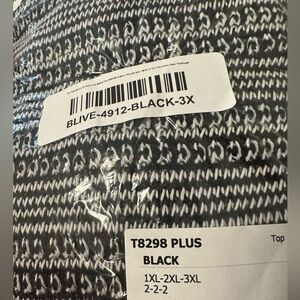 BLIVE-4912-BLACK-3X
T8298 PLUS Top
BLACK
1XL-2XL-3XL
2-2-2